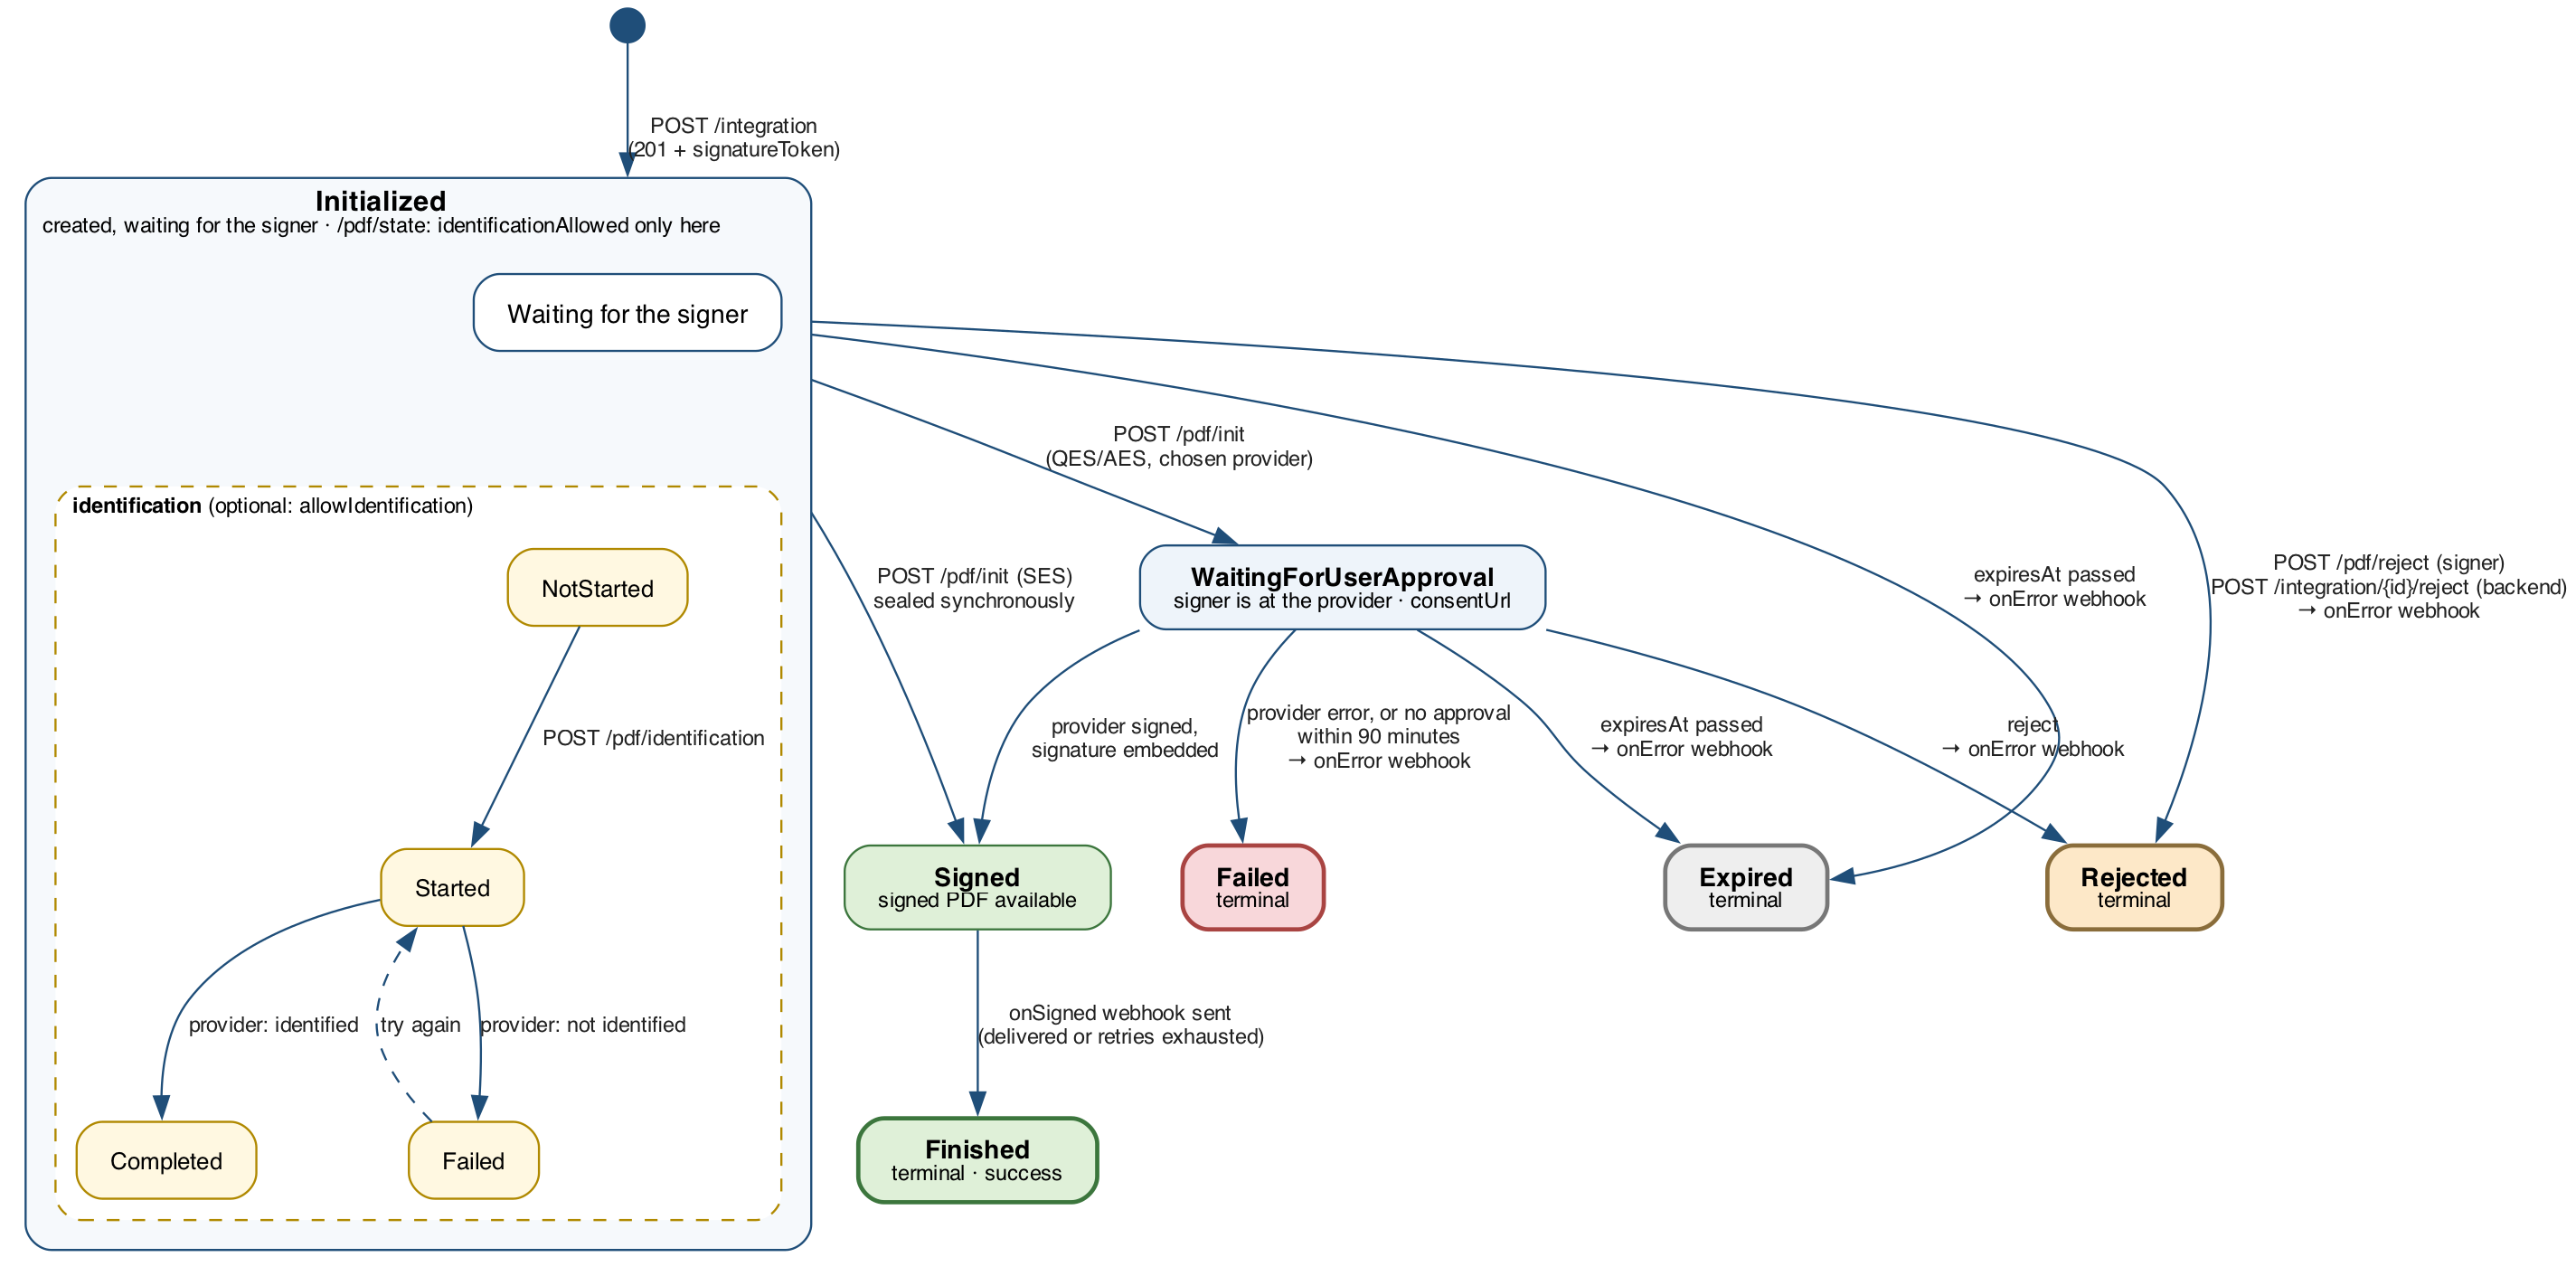 POST /integration
(201 + signatureToken)
Initialized
created, waiting for the signer · /pdf/state: identificationAllowed only here
Waiting for the signer
POST /pdf/init
(QES/AES, chosen provider)
identification (optional: allowIdentification)
NotStarted
POST /pdf/init (SES)
sealed synchronously
WaitingForUserApproval
signer is at the provider · consentUrl
expiresAt passed
→ onError webhook
POST /pdf/reject (signer)
POST /integration/{id}/reject (backend)
→ onError webhook
POST /pdf/identification
provider signed,
signature embedded
provider error, or no approval
within 90 minutes
→ onError webhook
expiresAt passed
→ onError webhook
reject
→ onError webhook
Started
Signed
signed PDF available
Failed
terminal
Expired
terminal
Rejected
terminal
provider: identified
try again
provider: not identified
onSigned webhook sent
(delivered or retries exhausted)
Completed
Failed
Finished
terminal · success